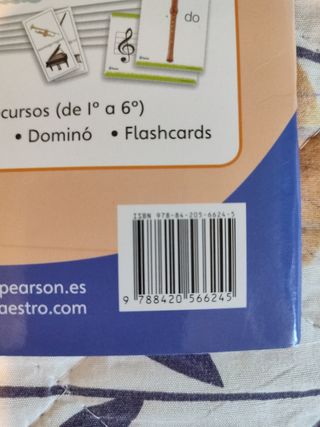 do
cursos (de 1º a 6º)
• Dominó • Flashcards
ISBN 978-84-205-6624-5
pearson.es
aestro.com
9 788420 566245